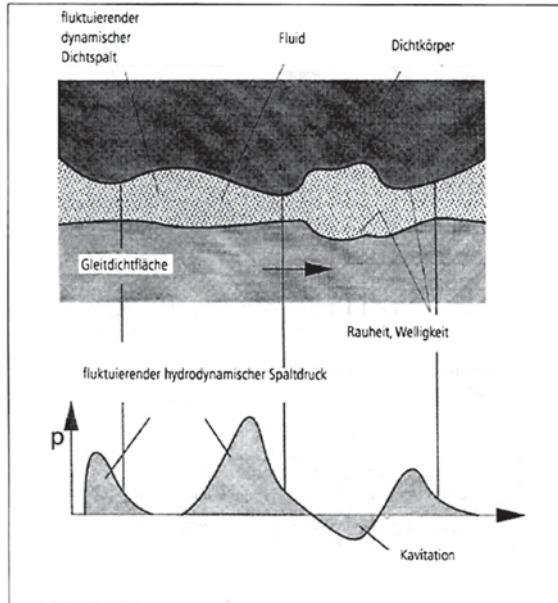 fluktuierender
dynamischer
Dichtspalt
Fluid
Dichtkörper
Gleitdichtfläche
Rauheit, Welligkeit
fluktuierender hydrodynamischer Spaltdruck
p
Kavitation